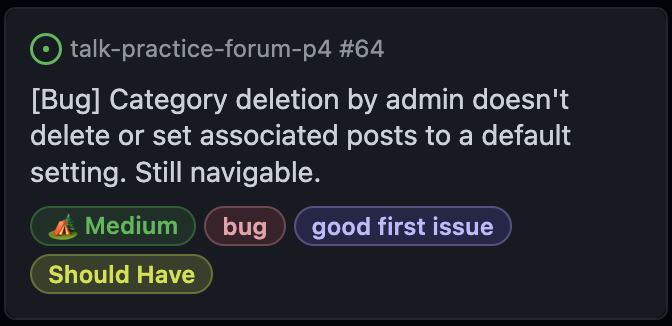 talk-practice-forum-p4 #64
[Bug] Category deletion by admin doesn't
delete or set associated posts to a default
setting. Still navigable.
🏕️ Medium bug good first issue
Should Have